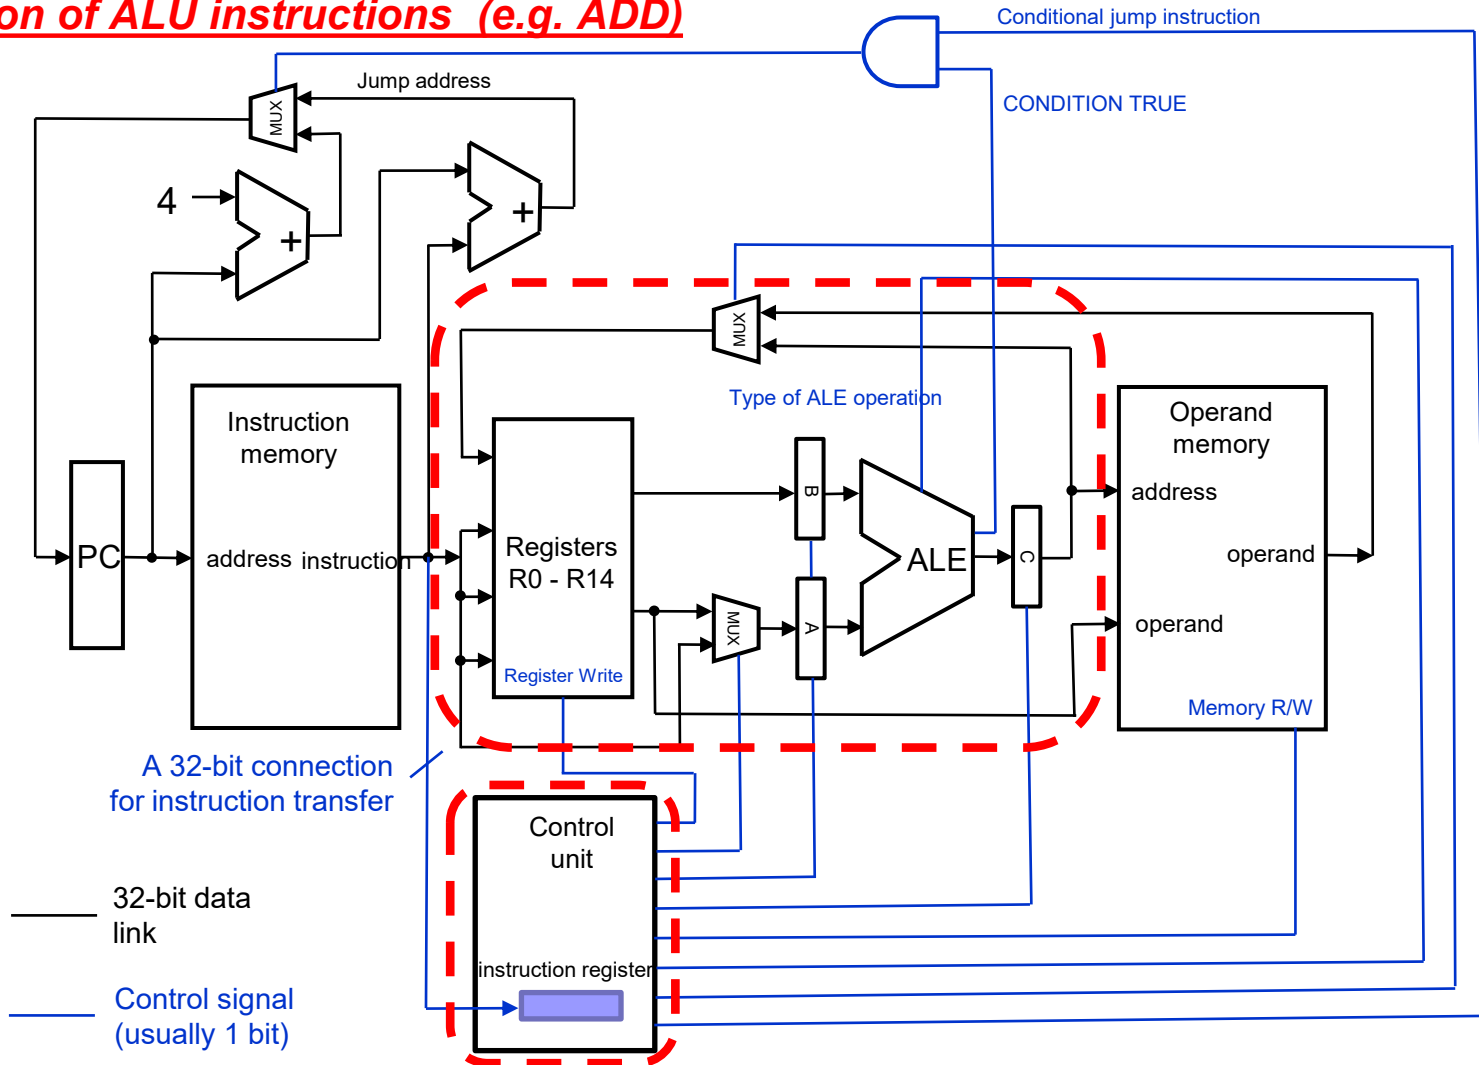 on of ALU instructions (e.g. ADD)
Conditional jump instruction
Jump address
MUX
CONDITION TRUE
4
+
+
MUX
Type of ALE operation
Instruction
memory
Operand
memory
B
address
PC
address
instruction
Registers
R0 - R14
ALE
C
operand
MUX
A
operand
Register Write
Memory R/W
A 32-bit connection
for instruction transfer
Control
unit
32-bit data
link
instruction register
Control signal
(usually 1 bit)